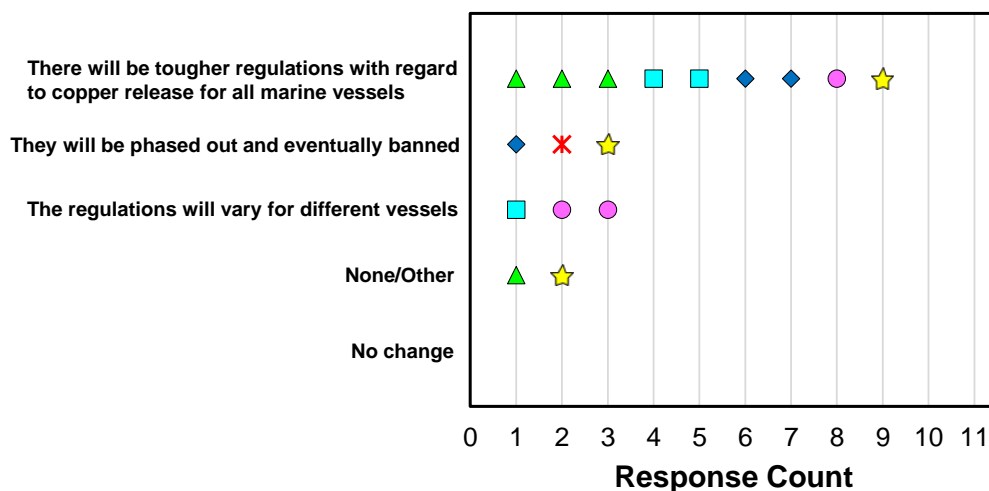 There will be tougher regulations with regard
to copper release for all marine vessels
They will be phased out and eventually banned
The regulations will vary for different vessels
None/Other
No change
0 1 2 3 4 5 6 7 8 9 10 11
Response Count